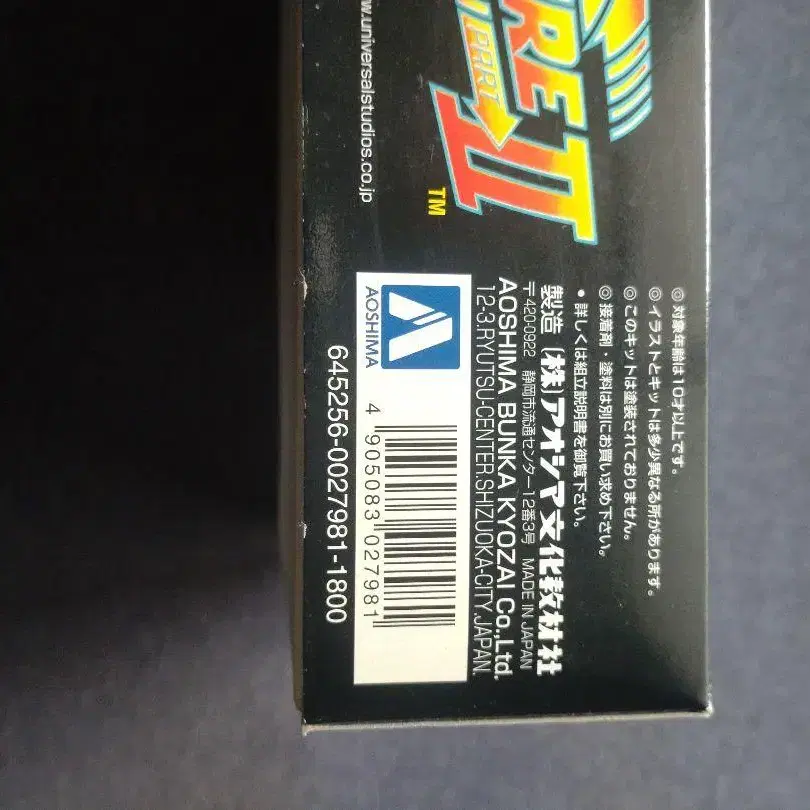 URE
PART II
TM
www.universalstudios.co.jp
◎対象年齢は10才以上です。
◎イラストとキットは多少異なる所があります。
◎このキットは塗装されておりません。
◎接着剤・塗料は別にお買い求め下さい。
●詳しくは組立説明書を御覧下さい。
製造 (株)アオシマ文化教材社
〒420-0922 静岡市流通センター12番3号 MADE IN JAPAN
AOSHIMA BUNKA KYOZAI Co.,Ltd.
12-3.RYUTSU-CENTER.SHIZUOKA-CITY.JAPAN.
AOSHIMA
4 905083 027981
645256-0027981-1800